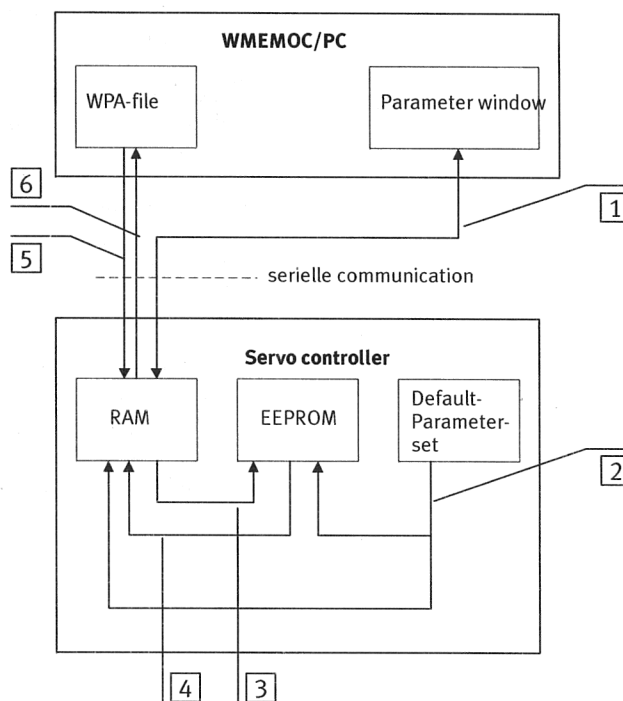 WMEMOC/PC
WPA-file
Parameter window
6
1
5
serielle communication
Servo controller
RAM
EEPROM
Default-
Parameter-
set
2
4
3